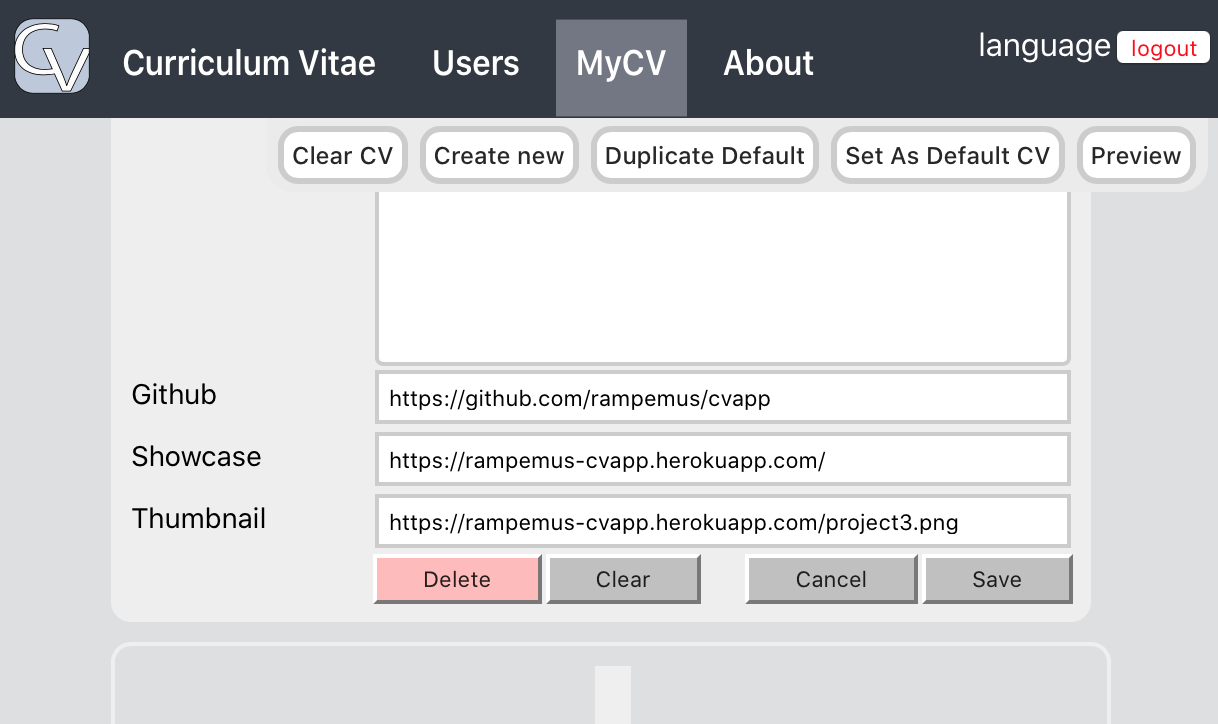 CV
Curriculum Vitae Users MyCV About language logout
Clear CV Create new Duplicate Default Set As Default CV Preview
Github https://github.com/rampemus/cvapp
Showcase https://rampemus-cvapp.herokuapp.com/
Thumbnail https://rampemus-cvapp.herokuapp.com/project3.png
Delete Clear Cancel Save